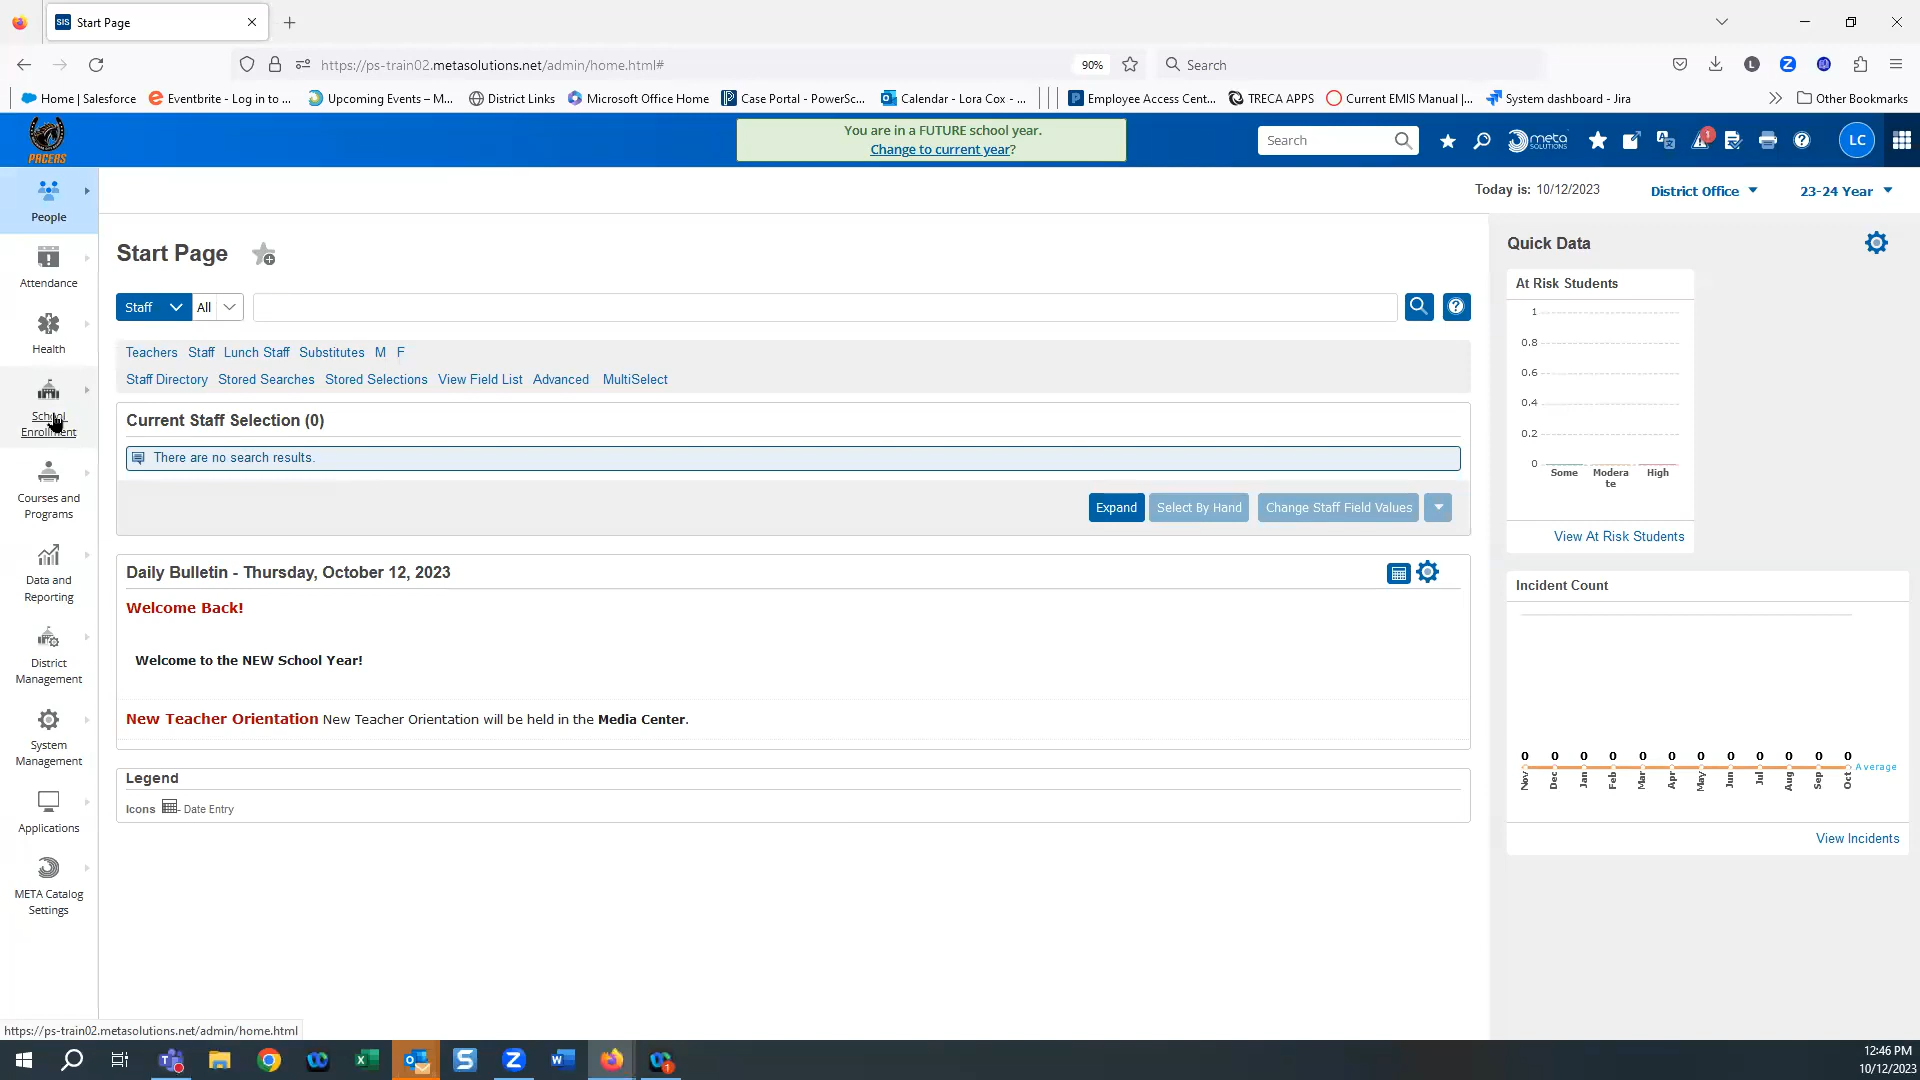 SIS Start Page
https://ps-train02.metasolutions.net/admin/home.html#
90%
Search
Home | Salesforce
Eventbrite - Log in to ...
Upcoming Events – M...
District Links
Microsoft Office Home
Case Portal - PowerSc...
Calendar - Lora Cox - ...
Employee Access Cent...
TRECA APPS
Current EMIS Manual |...
System dashboard - Jira
Other Bookmarks
PACERS
You are in a FUTURE school year.
Change to current year?
Search
meta
SOLUTIONS
1
LC
Today is: 10/12/2023
District Office
23-24 Year
People
Attendance
Health
School
Enrollment
Courses and
Programs
Data and
Reporting
District
Management
System
Management
Applications
META Catalog
Settings
Start Page
Staff
All
Teachers Staff Lunch Staff Substitutes M F
Staff Directory Stored Searches Stored Selections View Field List Advanced MultiSelect
Current Staff Selection (0)
There are no search results.
Expand
Select By Hand
Change Staff Field Values
Daily Bulletin - Thursday, October 12, 2023
Welcome Back!
Welcome to the NEW School Year!
New Teacher Orientation New Teacher Orientation will be held in the Media Center.
Legend
Icons - Date Entry
Quick Data
At Risk Students
1
0.8
0.6
0.4
0.2
0
Some Modera High
te
View At Risk Students
Incident Count
0 0 0 0 0 0 0 0 0 0 0 0
Average
Nov Dec Jan Feb Mar Apr May Jun Jul Aug Sep Oct
View Incidents
https://ps-train02.metasolutions.net/admin/home.html
12:46 PM
10/12/2023